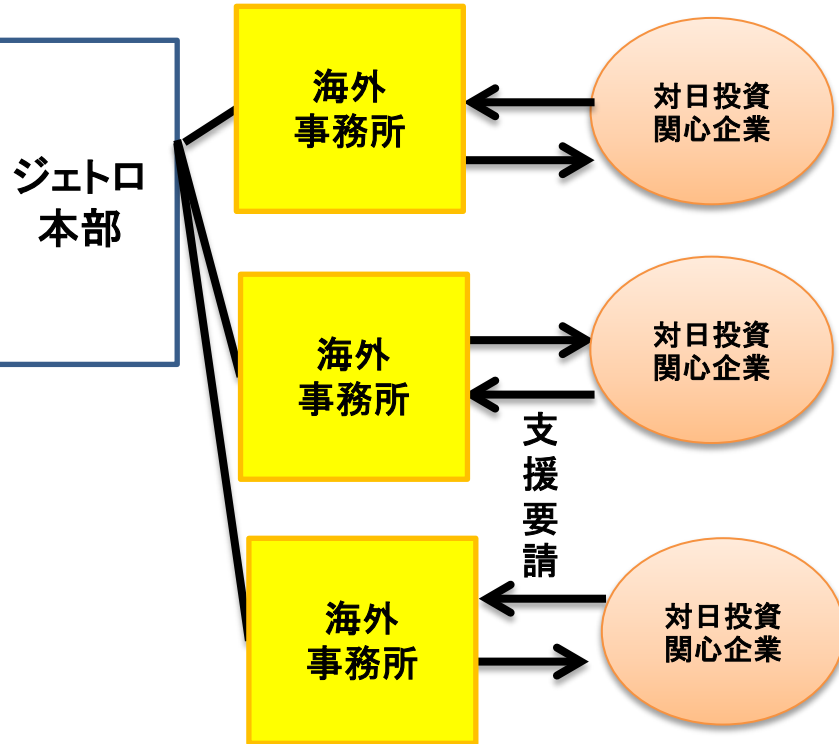 ジェトロ
本部
海外
事務所
対日投資
関心企業
海外
事務所
対日投資
関心企業
支援要請
海外
事務所
対日投資
関心企業